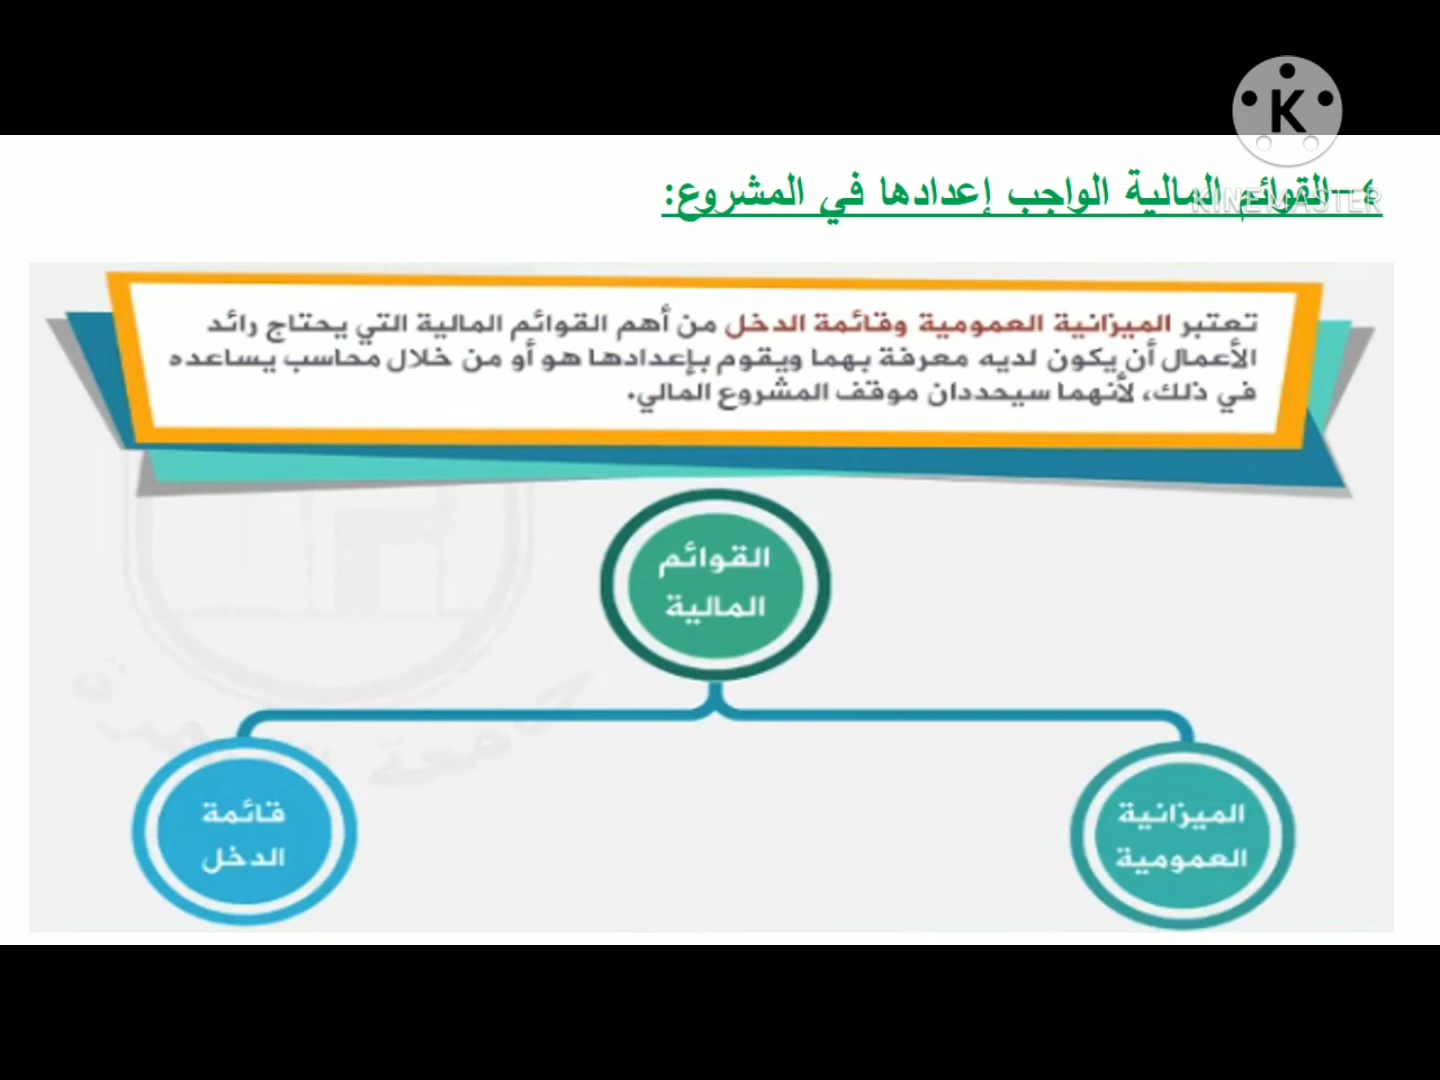 K
KINEMASTER
٤-القوائم المالية الواجب إعدادها في المشروع:
تعتبر الميزانية العمومية وقائمة الدخل من أهم القوائم المالية التي يحتاج رائد
الأعمال أن يكون لديه معرفة بهما ويقوم بإعدادها هو أو من خلال محاسب يساعده
في ذلك، لأنهما سيحددان موقف المشروع المالي.
القوائم
المالية
الميزانية
العمومية
قائمة
الدخل
جامعة